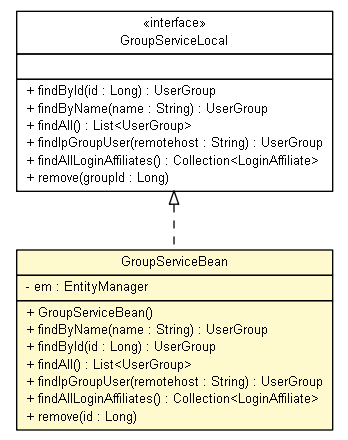 «interface»
GroupServiceLocal
+ findById(id : Long) : UserGroup
+ findByName(name : String) : UserGroup
+ findAll() : List<UserGroup>
+ findIpGroupUser(remotehost : String) : UserGroup
+ findAllLoginAffiliates() : Collection<LoginAffiliate>
+ remove(groupId : Long)
GroupServiceBean
- em : EntityManager
+ GroupServiceBean()
+ findByName(name : String) : UserGroup
+ findById(id : Long) : UserGroup
+ findAll() : List<UserGroup>
+ findIpGroupUser(remotehost : String) : UserGroup
+ findAllLoginAffiliates() : Collection<LoginAffiliate>
+ remove(id : Long)